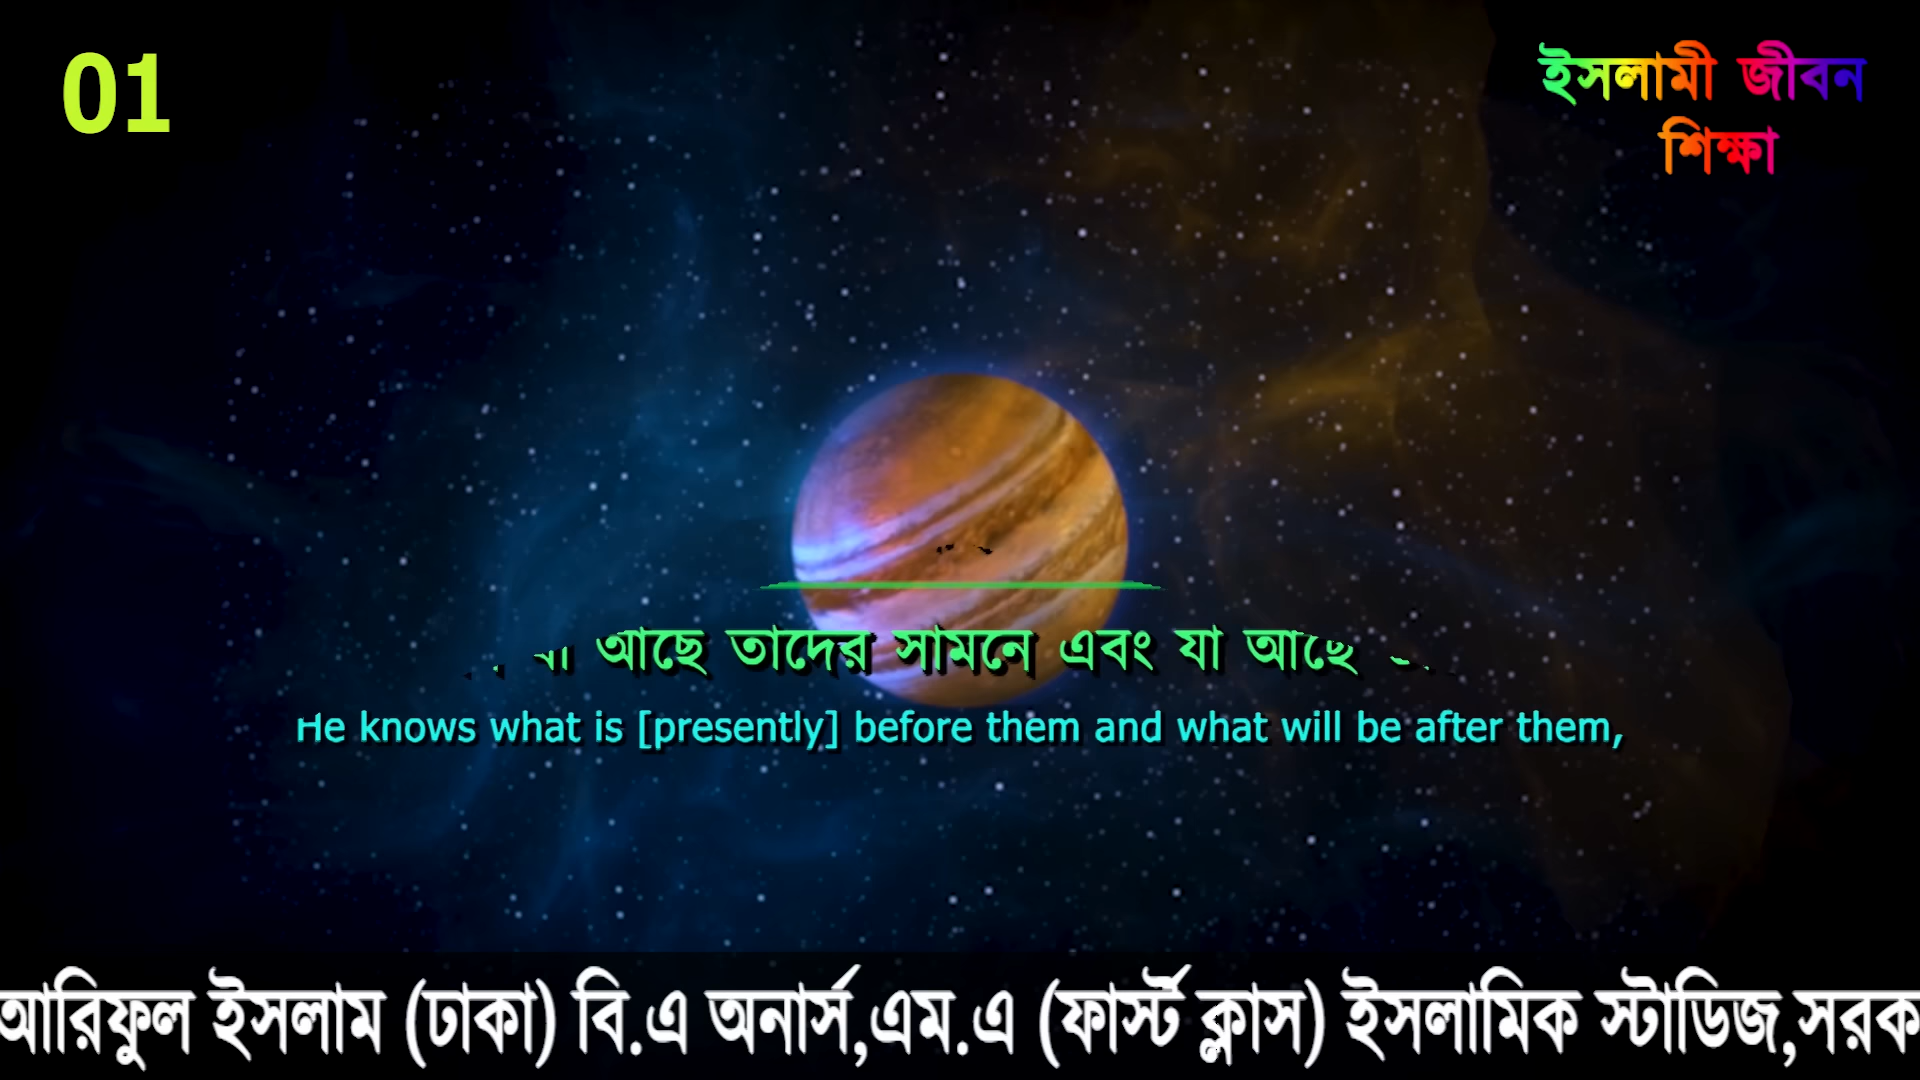 01
ইসলামী জীবন
শিক্ষা
আছে তাদের সামনে এবং যা আছে
He knows what is [presently] before them and what will be after them,
আরিফুল ইসলাম (ঢাকা) বি.এ অনার্স,এম.এ (ফার্স্ট ক্লাস) ইসলামিক স্টাডিজ,সরক